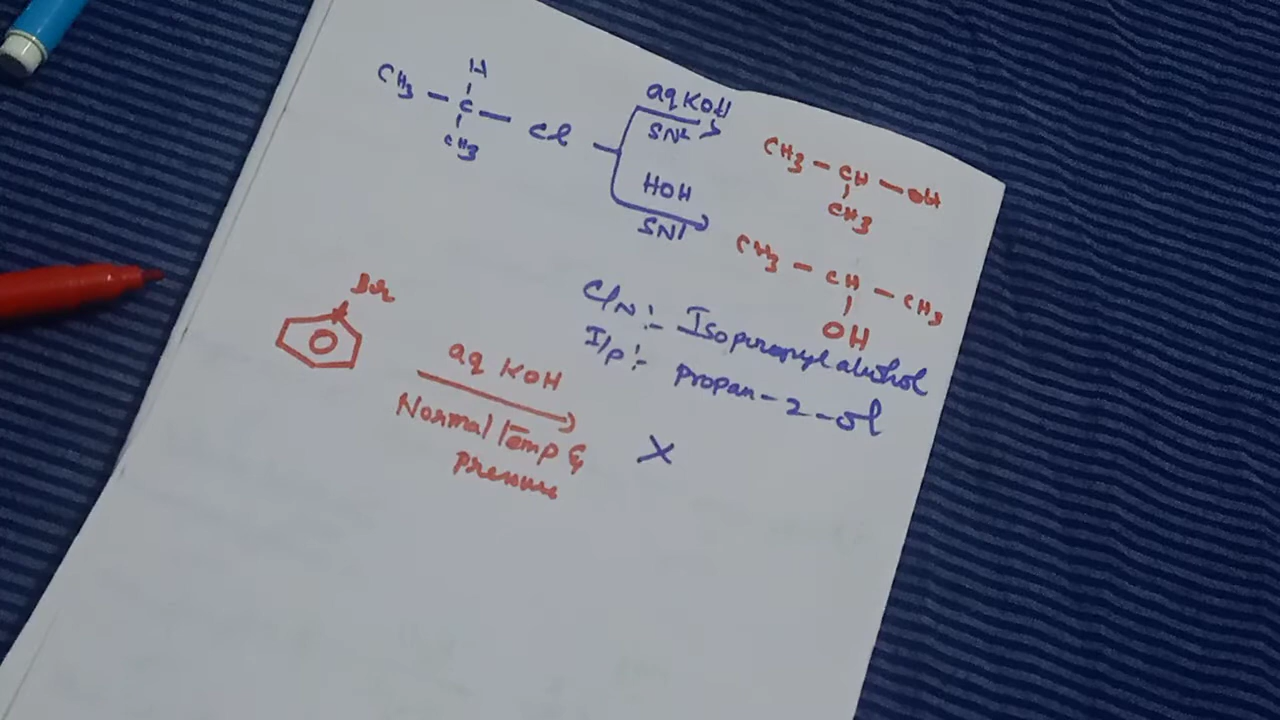 H
CH3 – C – Cl
CH3
aq KOH
SN2
CH3 – CH – OH
CH3
HOH
SN1
CH3 – CH – CH3
OH
CN:- Isopropyl alcohol
I/p:- propan-2-ol
Br
aq KOH
Normal Temp &
Pressure
X